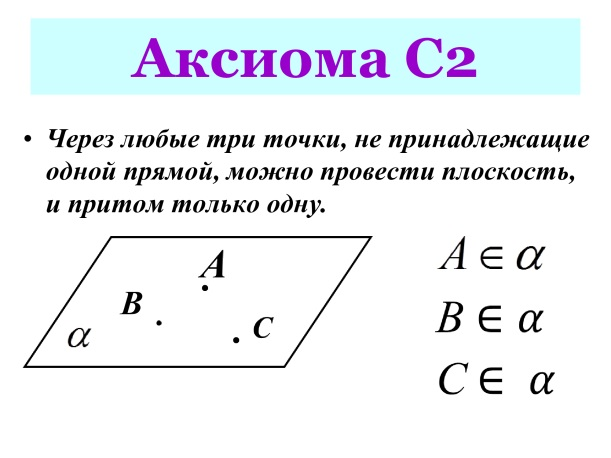 Аксиома С2
• Через любые три точки, не принадлежащие
одной прямой, можно провести плоскость,
и притом только одну.
A
B
C
α
A ∈ α
B ∈ α
C ∈ α